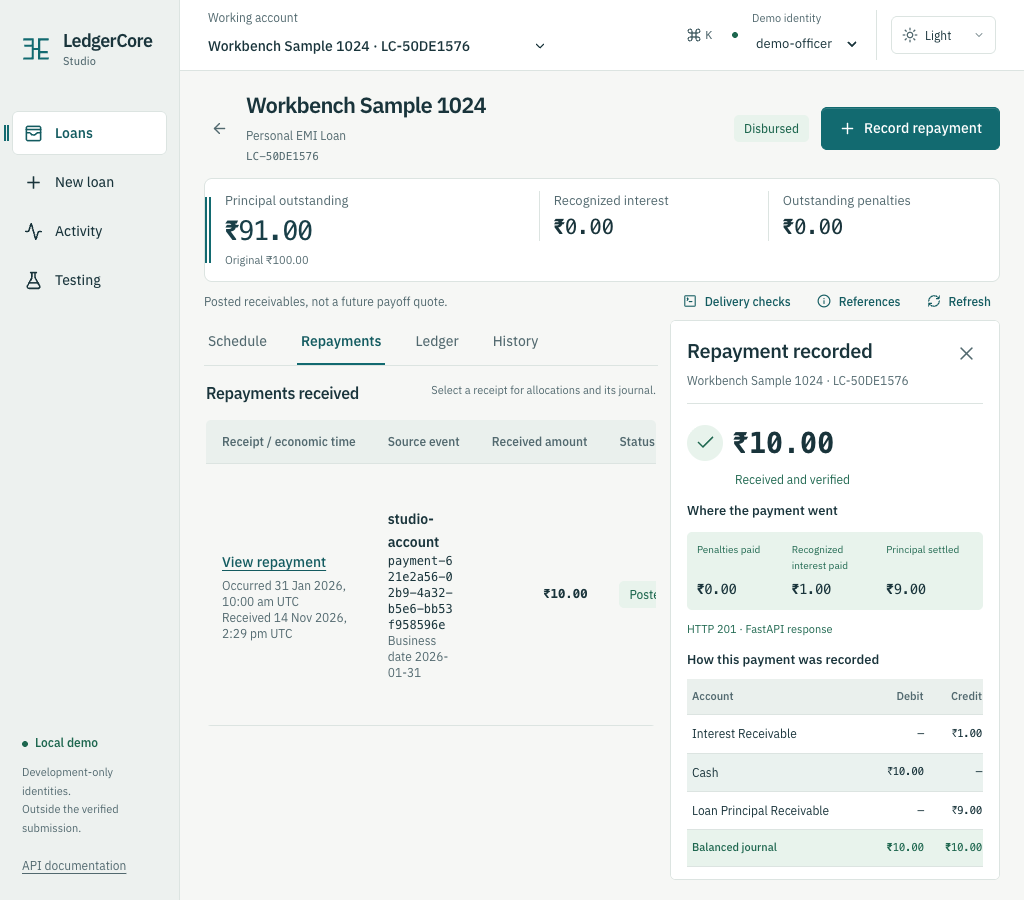 LedgerCore
Studio
Loans
New loan
Activity
Testing
Local demo
Development-only
identities.
Outside the verified
submission.
API documentation
Working account
Workbench Sample 1024 · LC-50DE1576
⌘ K
Demo identity
demo-officer
Light
Workbench Sample 1024
Personal EMI Loan
LC-50DE1576
Disbursed
Record repayment
Principal outstanding
₹91.00
Original ₹100.00
Recognized interest
₹0.00
Outstanding penalties
₹0.00
Posted receivables, not a future payoff quote.
Delivery checks
References
Refresh
Schedule Repayments Ledger History
Repayments received
Select a receipt for allocations and its journal.
Receipt / economic time Source event Received amount Status
View repayment
Occurred 31 Jan 2026,
10:00 am UTC
Received 14 Nov 2026,
2:29 pm UTC
studio-
account
payment-6
21e2a56-0
2b9-4a32-
b5e6-bb53
f958596e
Business
date 2026-
01-31
₹10.00
Poste
Repayment recorded
Workbench Sample 1024 · LC-50DE1576
₹10.00
Received and verified
Where the payment went
Penalties paid
₹0.00
Recognized
interest paid
₹1.00
Principal settled
₹9.00
HTTP 201 · FastAPI response
How this payment was recorded
Account Debit Credit
Interest Receivable – ₹1.00
Cash ₹10.00 –
Loan Principal Receivable – ₹9.00
Balanced journal ₹10.00 ₹10.00